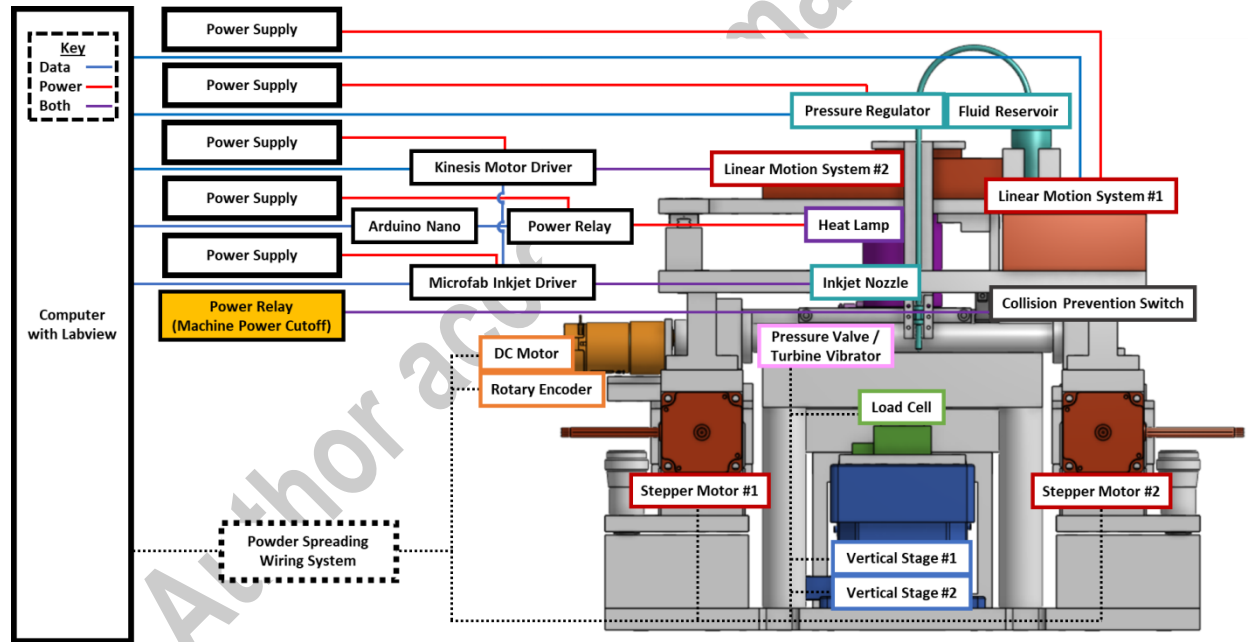 Key
Data
Power
Both
Computer
with Labview
Power Supply
Power Supply
Power Supply
Power Supply
Power Supply
Power Relay
(Machine Power Cutoff)
Pressure Regulator
Fluid Reservoir
Kinesis Motor Driver
Linear Motion System #2
Linear Motion System #1
Arduino Nano
Power Relay
Heat Lamp
Microfab Inkjet Driver
Inkjet Nozzle
Collision Prevention Switch
DC Motor
Rotary Encoder
Pressure Valve /
Turbine Vibrator
Load Cell
Stepper Motor #1
Stepper Motor #2
Powder Spreading
Wiring System
Vertical Stage #1
Vertical Stage #2
Author acc